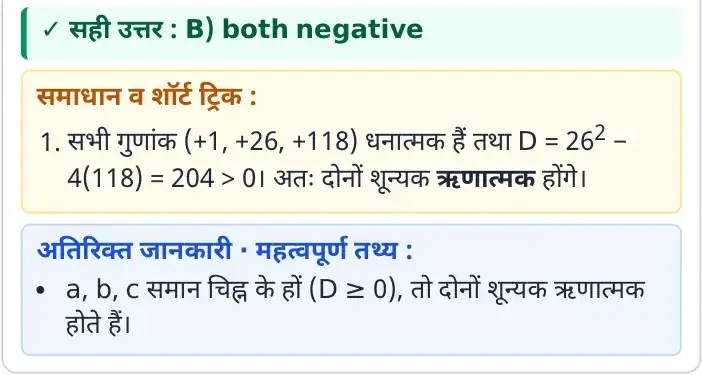 ✓ सही उत्तर : B) both negative
समाधान व शॉर्ट ट्रिक :
1. सभी गुणांक (+1, +26, +118) धनात्मक हैं तथा D = 26² −
4(118) = 204 > 0। अतः दोनों शून्यक ऋणात्मक होंगे।
अतिरिक्त जानकारी · महत्वपूर्ण तथ्य :
• a, b, c समान चिह्न के हों (D ≥ 0), तो दोनों शून्यक ऋणात्मक
होते हैं।